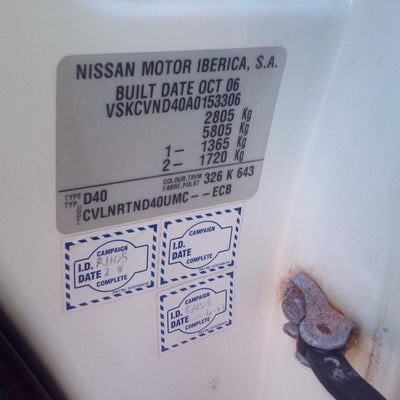 NISSAN MOTOR IBERICA, S.A.
BUILT DATE OCT 06
VSKCVND40A0153306
2805 Kg
5805 Kg
1– 1365 Kg
2– 1720 Kg
COLOUR,TRIM
326 K 643
TYPE
TYP
D40
CVLNRTND40UMC--ECB
CAMPAIGN
I.D.
DATE
COMPLETE
CAMPAIGN
I.D.
DATE
COMPLETE
CAMPAIGN
I.D.
DATE
COMPLETE